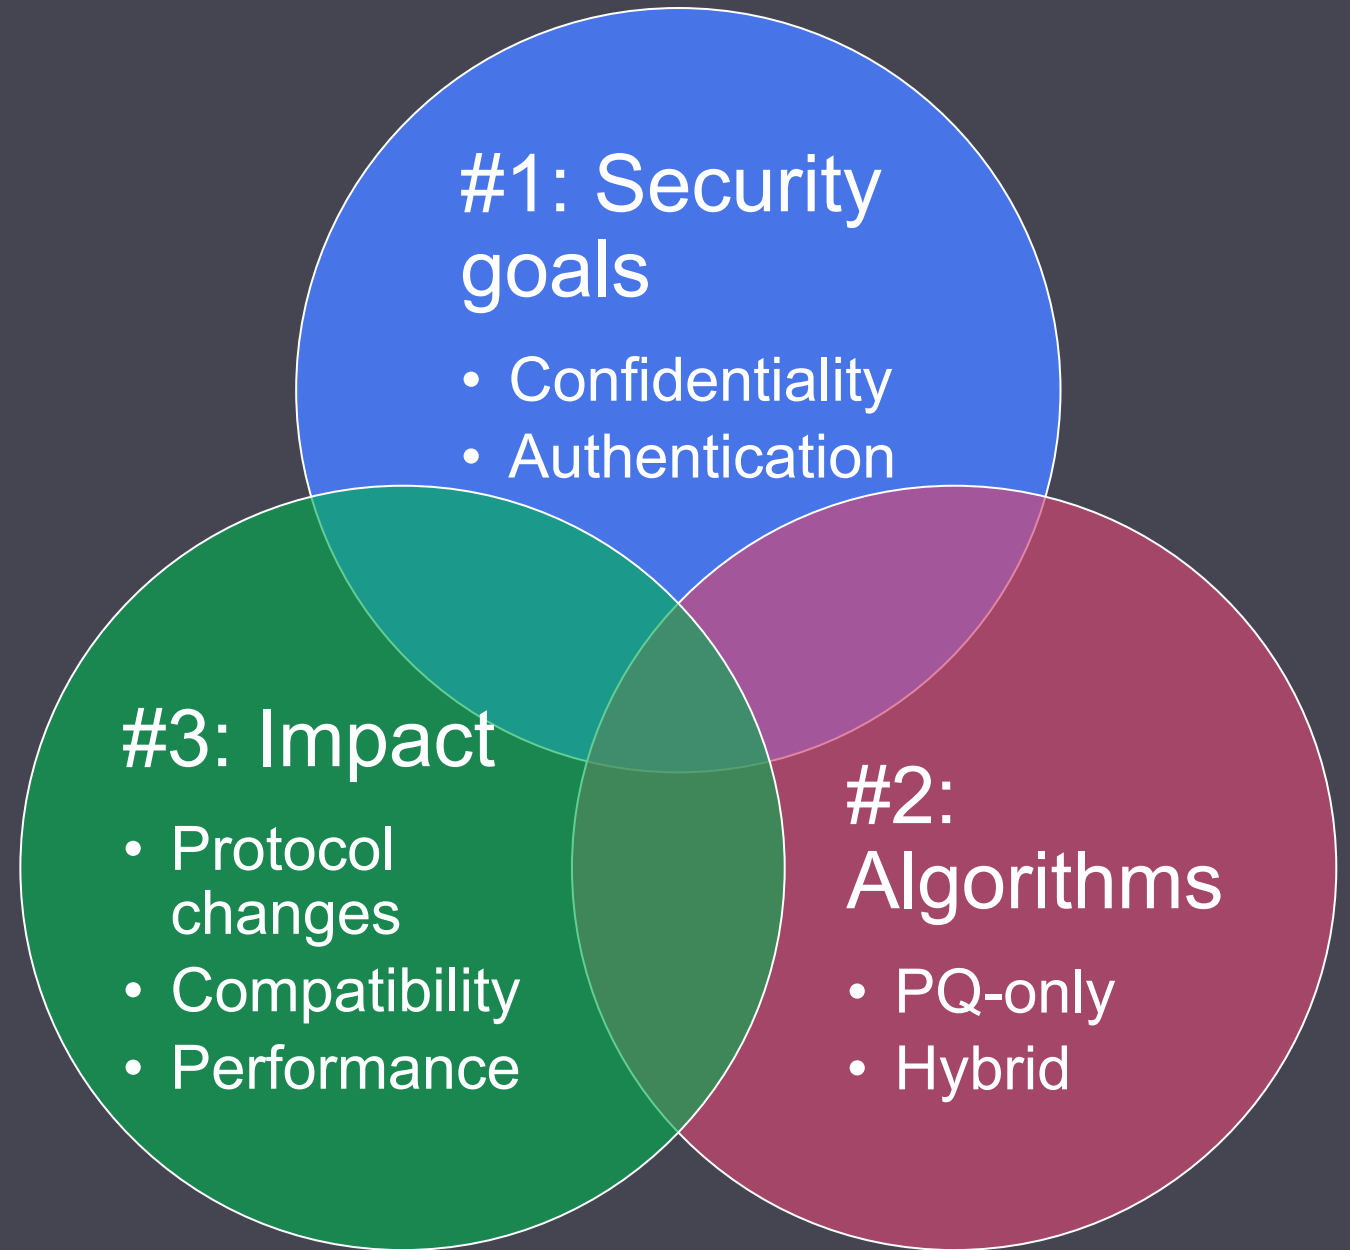 #1: Security
goals
• Confidentiality
• Authentication
#3: Impact
• Protocol
changes
• Compatibility
• Performance
#2:
Algorithms
• PQ-only
• Hybrid